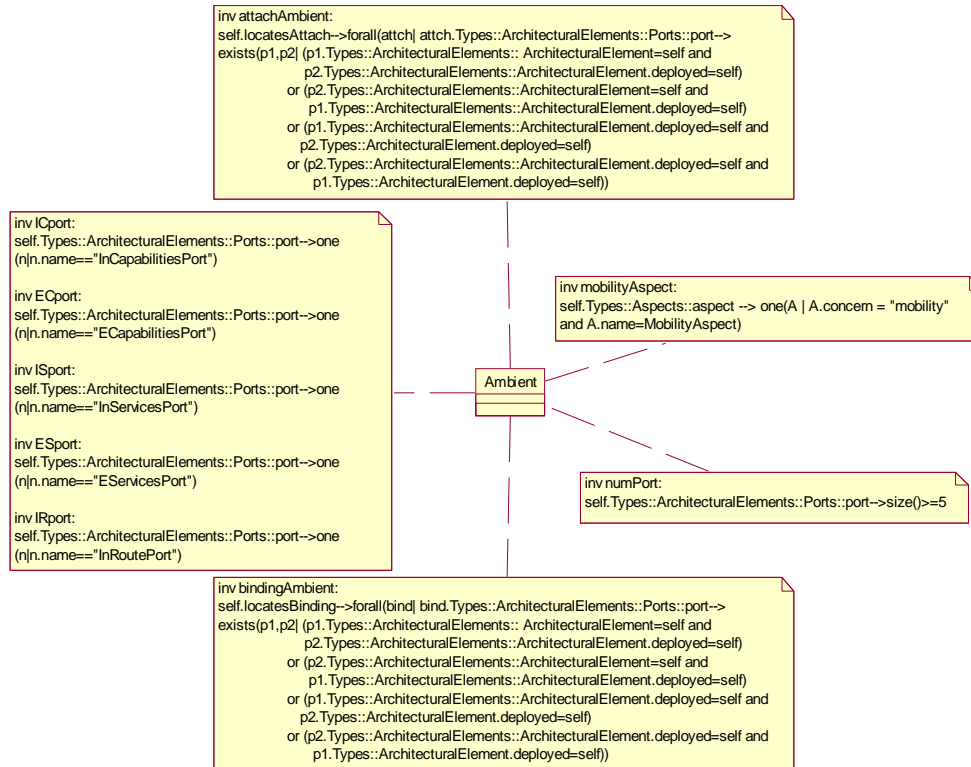 inv attachAmbient:
self.locatesAttach-->forall(attch| attch.Types::ArchitecturalElements::Ports::port-->
exists(p1,p2| (p1.Types::ArchitecturalElements:: ArchitecturalElement=self and
p2.Types::ArchitecturalElements::ArchitecturalElement.deployed=self)
or (p2.Types::ArchitecturalElements::ArchitecturalElement=self and
p1.Types::ArchitecturalElements::ArchitecturalElement.deployed=self)
or (p1.Types::ArchitecturalElements::ArchitecturalElement.deployed=self and
p2.Types::ArchitecturalElement.deployed=self)
or (p2.Types::ArchitecturalElements::ArchitecturalElement.deployed=self and
p1.Types::ArchitecturalElement.deployed=self))
inv ICport:
self.Types::ArchitecturalElements::Ports::port-->one
(n|n.name=="InCapabilitiesPort")
inv ECport:
self.Types::ArchitecturalElements::Ports::port-->one
(n|n.name=="ECapabilitiesPort")
inv ISport:
self.Types::ArchitecturalElements::Ports::port-->one
(n|n.name=="InServicesPort")
inv ESport:
self.Types::ArchitecturalElements::Ports::port-->one
(n|n.name=="EServicesPort")
inv IRport:
self.Types::ArchitecturalElements::Ports::port-->one
(n|n.name=="InRoutePort")
inv mobilityAspect:
self.Types::Aspects::aspect --> one(A | A.concern = "mobility"
and A.name=MobilityAspect)
Ambient
inv numPort:
self.Types::ArchitecturalElements::Ports::port-->size()>=5
inv bindingAmbient:
self.locatesBinding-->forall(bind| bind.Types::ArchitecturalElements::Ports::port-->
exists(p1,p2| (p1.Types::ArchitecturalElements:: ArchitecturalElement=self and
p2.Types::ArchitecturalElements::ArchitecturalElement.deployed=self)
or (p2.Types::ArchitecturalElements::ArchitecturalElement=self and
p1.Types::ArchitecturalElements::ArchitecturalElement.deployed=self)
or (p1.Types::ArchitecturalElements::ArchitecturalElement.deployed=self and
p2.Types::ArchitecturalElement.deployed=self)
or (p2.Types::ArchitecturalElements::ArchitecturalElement.deployed=self and
p1.Types::ArchitecturalElement.deployed=self))